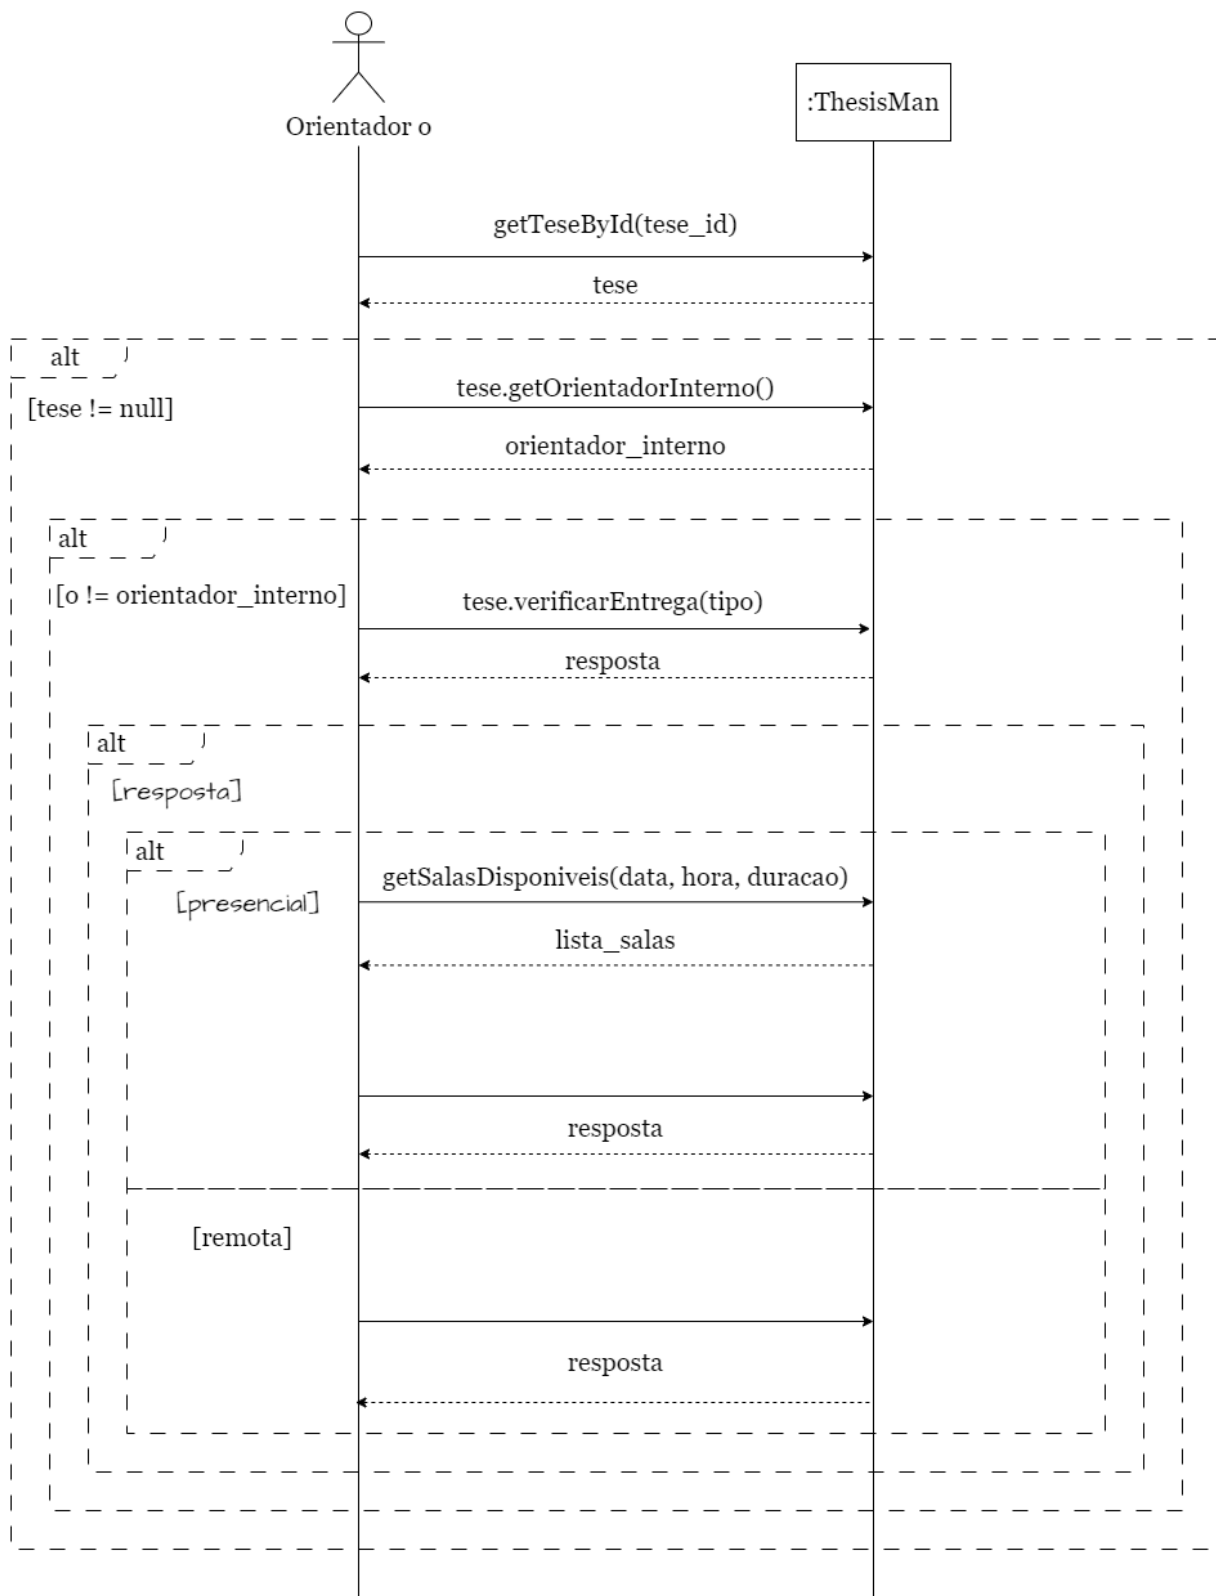 Orientador o
:ThesisMan
getTeseById(tese_id)
tese
alt
[tese != null]
tese.getOrientadorInterno()
orientador_interno
alt
[o != orientador_interno]
tese.verificarEntrega(tipo)
resposta
alt
[resposta]
alt
getSalasDisponiveis(data, hora, duracao)
[presencial]
lista_salas
resposta
[remota]
resposta